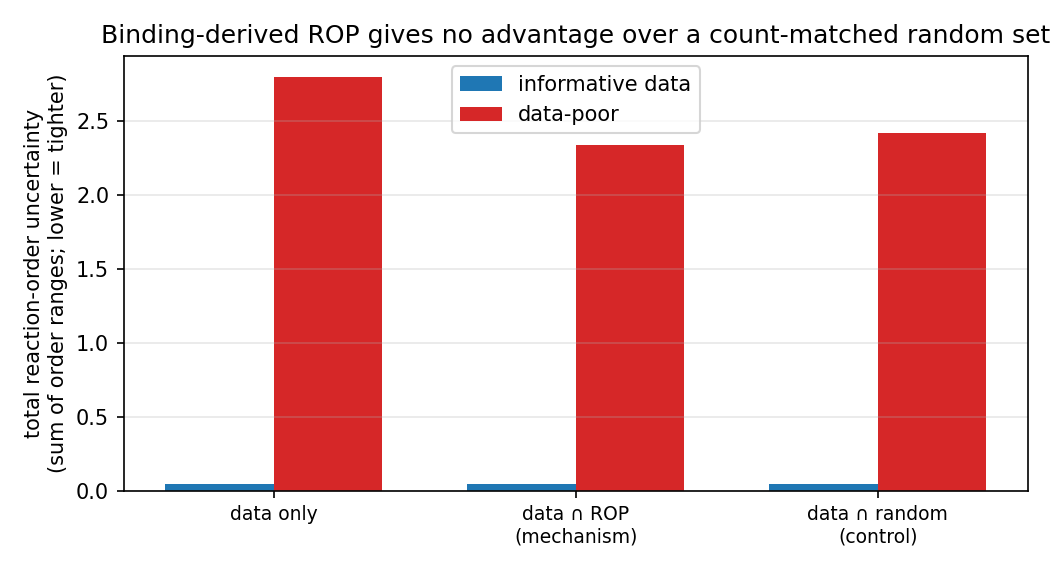 Binding-derived ROP gives no advantage over a count-matched random set
total reaction-order uncertainty
(sum of order ranges; lower = tighter)
2.5
2.0
1.5
1.0
0.5
0.0
informative data
data-poor
data only
data ∩ ROP
(mechanism)
data ∩ random
(control)